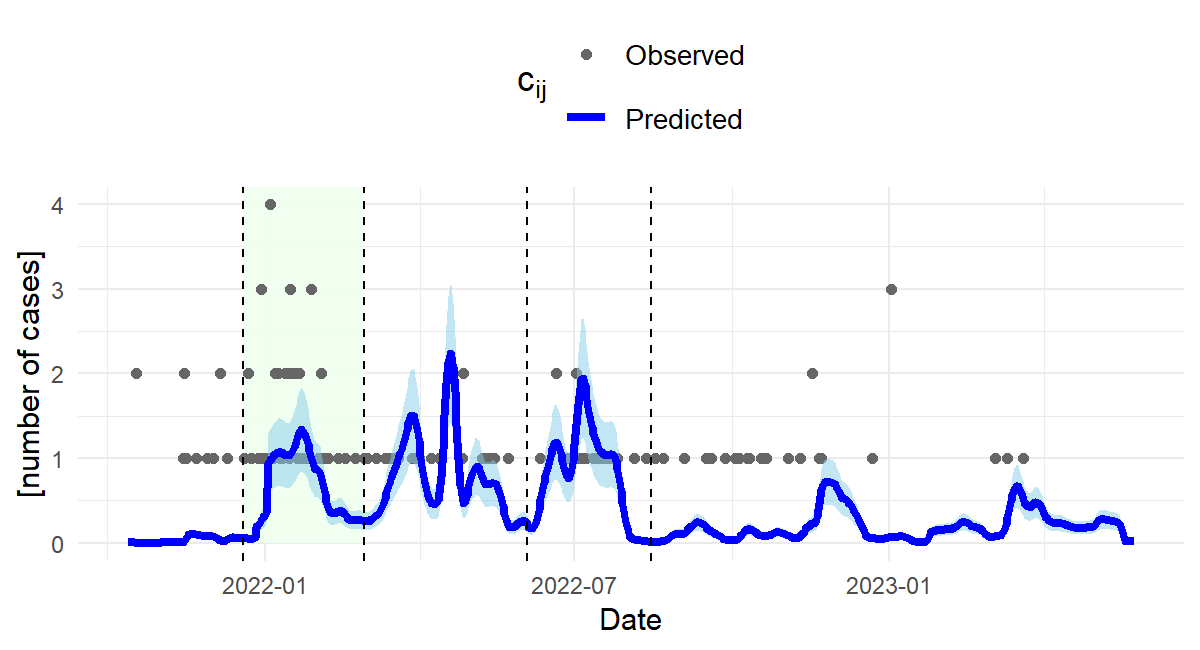 c_ij
Observed
Predicted
[number of cases]
4
3
2
1
0
2022-01
2022-07
2023-01
Date